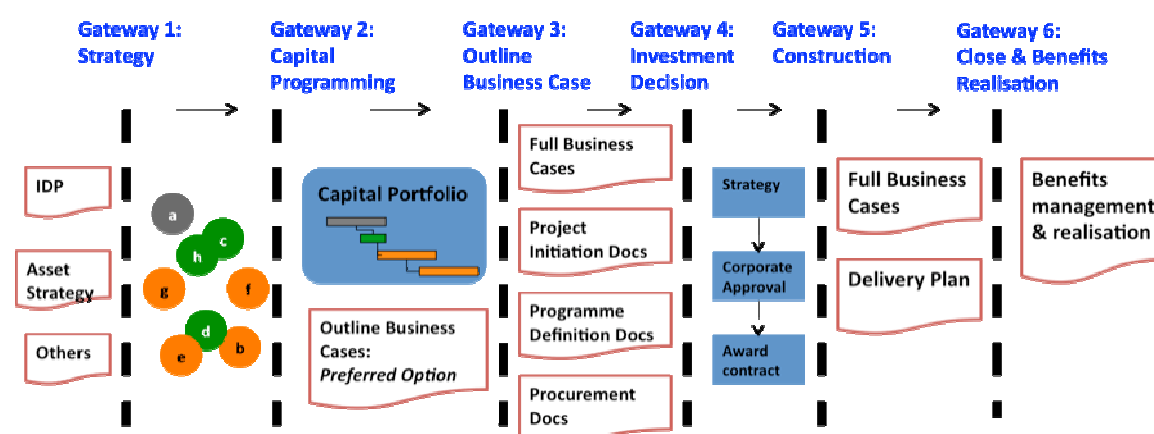 Gateway 1:
Strategy
Gateway 2:
Capital
Programming
Gateway 3:
Outline
Business Case
Gateway 4:
Investment
Decision
Gateway 5:
Construction
Gateway 6:
Close & Benefits
Realisation
IDP
Asset
Strategy
Others
a
c
h
g
f
d
e
b
Capital Portfolio
Outline Business
Cases:
Preferred Option
Full Business
Cases
Project
Initiation Docs
Programme
Definition Docs
Procurement
Docs
Strategy
Corporate
Approval
Award
contract
Full Business
Cases
Delivery Plan
Benefits
management
& realisation